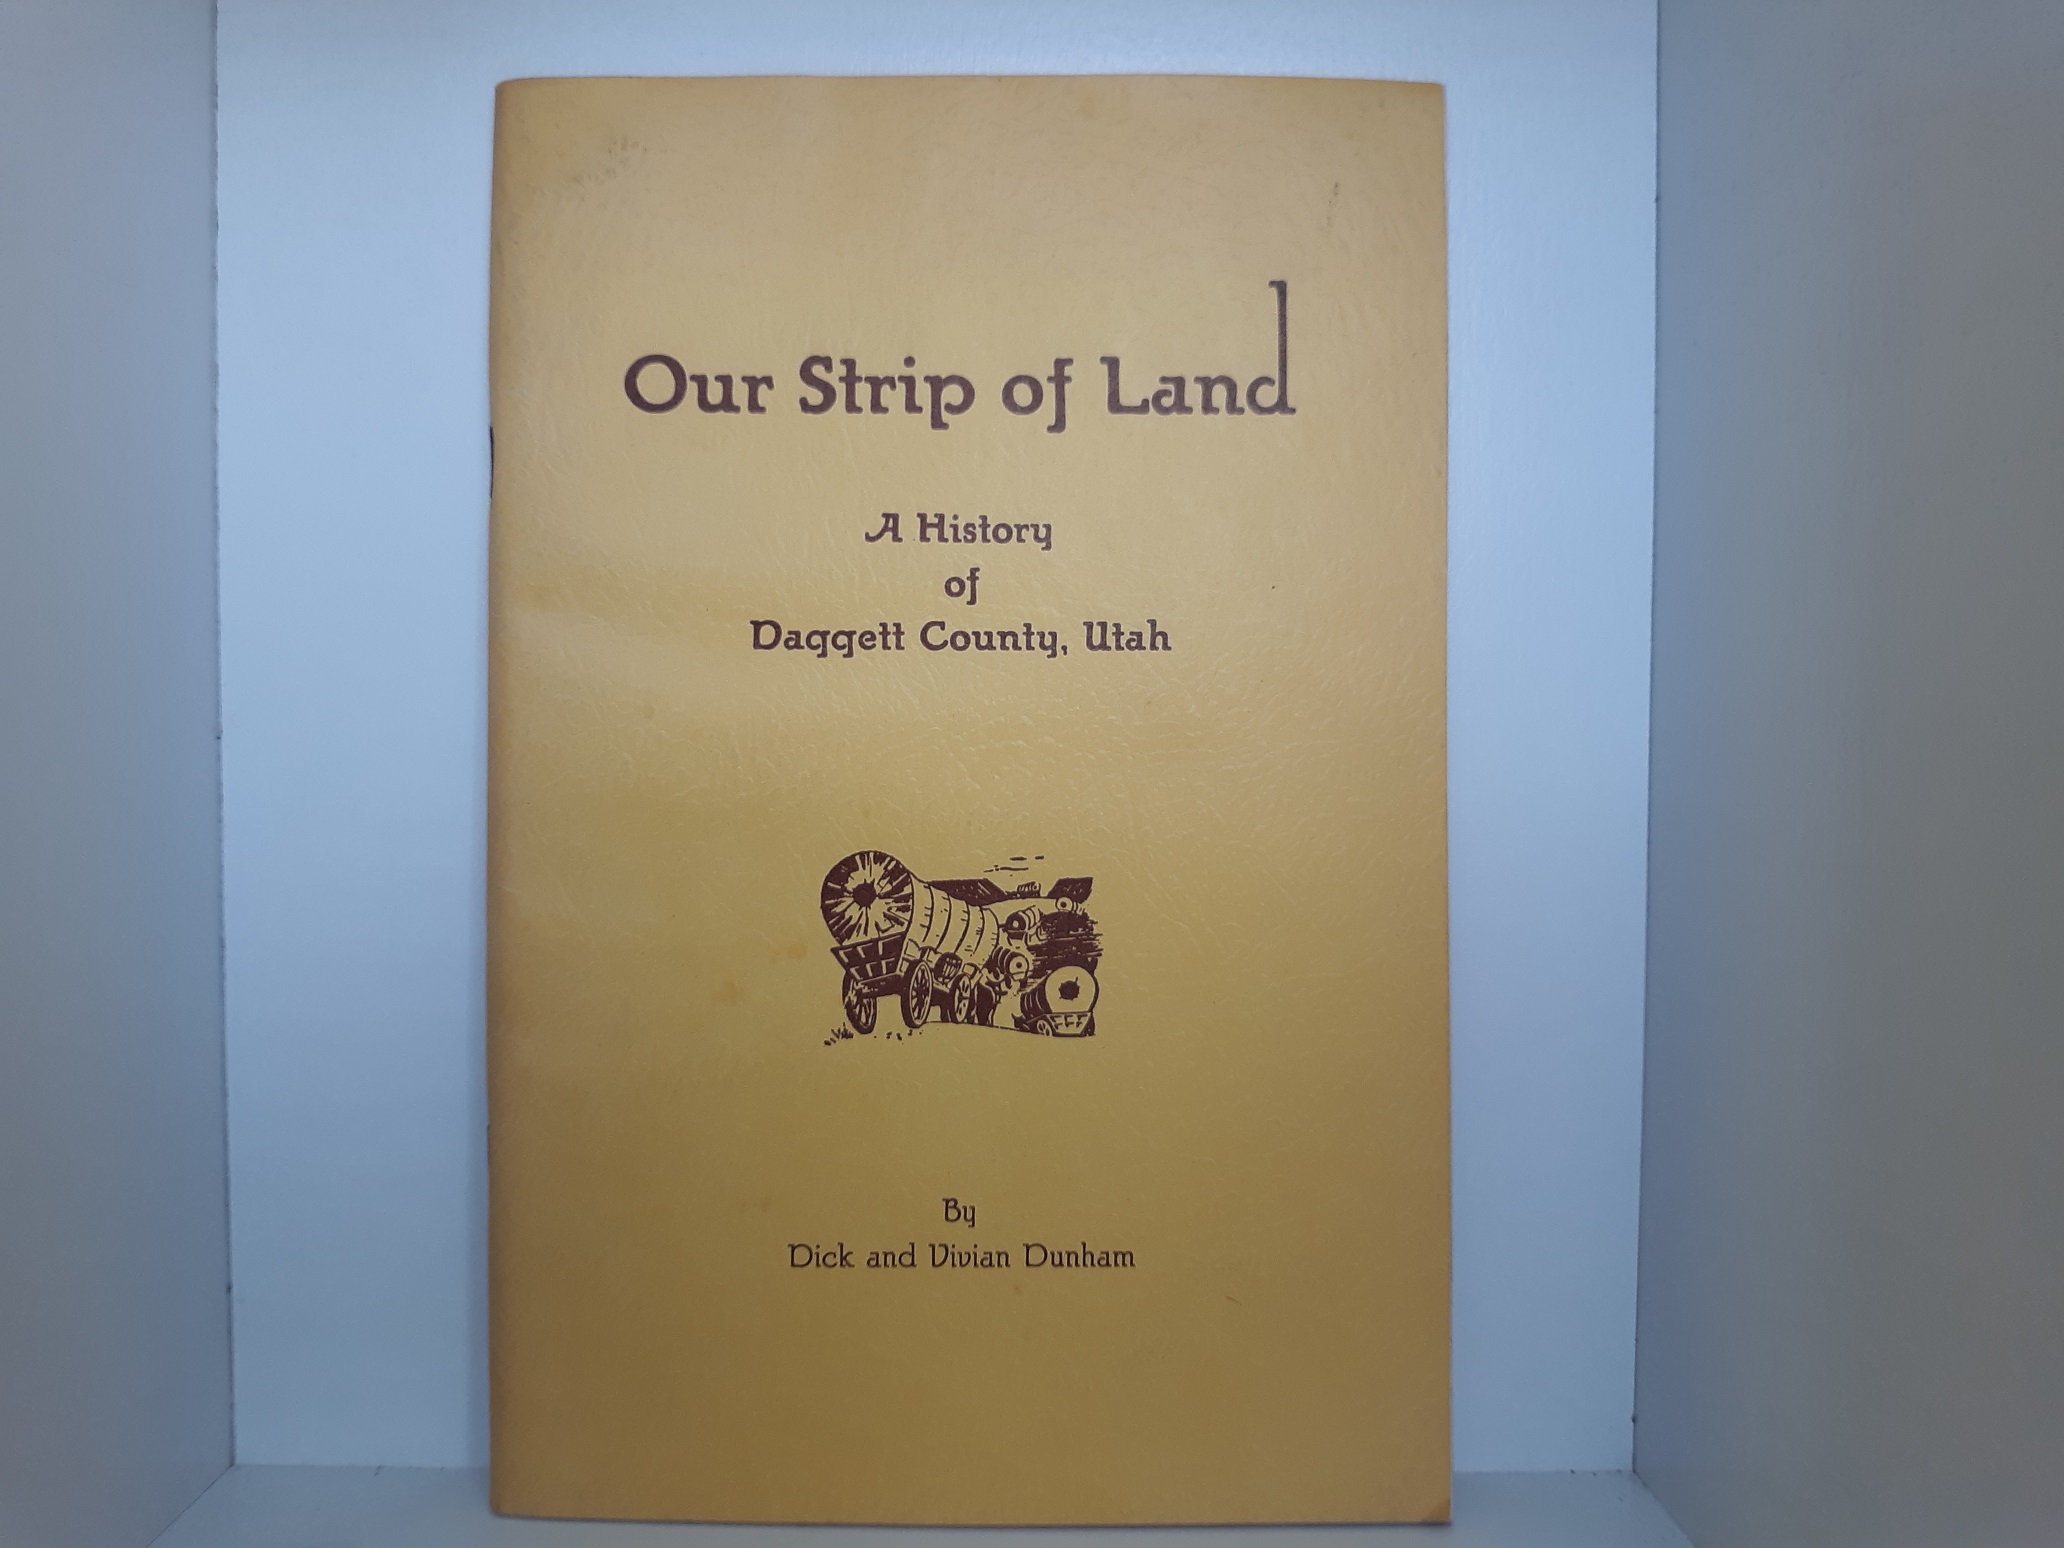 Our Strip of Land
A History
of
Daggett County, Utah
By
Dick and Vivian Dunham